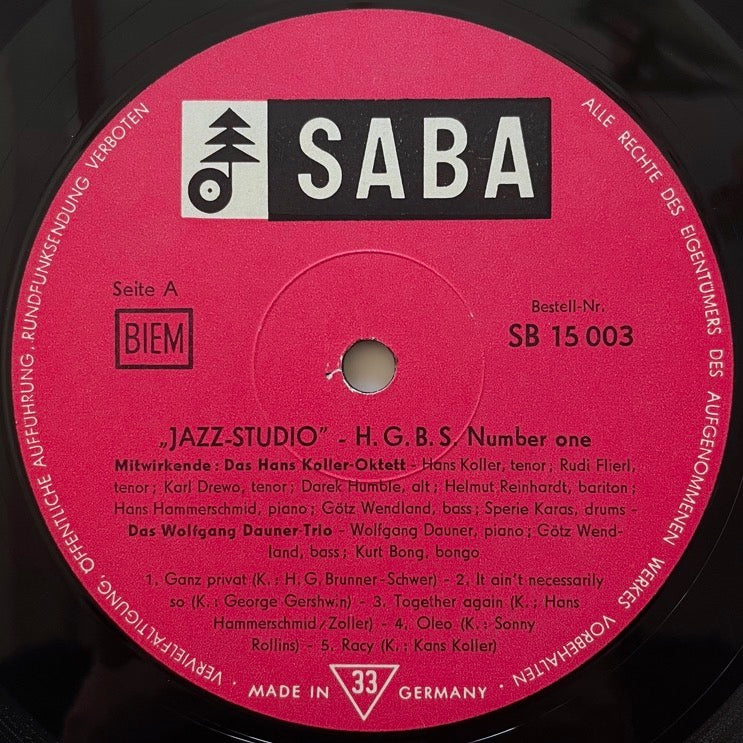 SABA
Seite A
BIEM
Bestell-Nr.
SB 15 003
„JAZZ-STUDIO" - H. G. B. S. Number one
Mitwirkende: Das Hans Koller-Oktett - Hans Koller, tenor; Rudi Flierl,
tenor; Karl Drewo, tenor; Darek Humble, alt; Helmut Reinhardt, bariton;
Hans Hammerschmid, piano; Götz Wendland, bass; Sperie Karas, drums -
Das Wolfgang Dauner-Trio - Wolfgang Dauner, piano; Götz Wend-
land, bass; Kurt Bong, bongo
1. Ganz privat (K.: H. G. Brunner-Schwer) - 2. It ain't necessarily
so (K.: George Gershwin) - 3. Together again (K.: Hans
Hammerschmid/Zoller) - 4. Oleo (K.: Sonny
Rollins) - 5. Racy (K.: Kans Koller)
MADE IN 33 GERMANY
ALLE RECHTE DES EIGENTÜMERS DES AUFGENOMMENEN WERKES VORBEHALTEN ·
VERVIELFALTIGUNG, ÖFFENTLICHE AUFFÜHRUNG, RUNDFUNKSENDUNG VERBOTEN